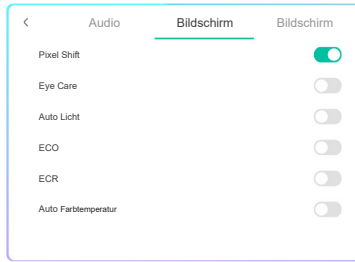 Audio Bildschirm Bildschirm
Pixel Shift
Eye Care
Auto Licht
ECO
ECR
Auto Farbtemperatur